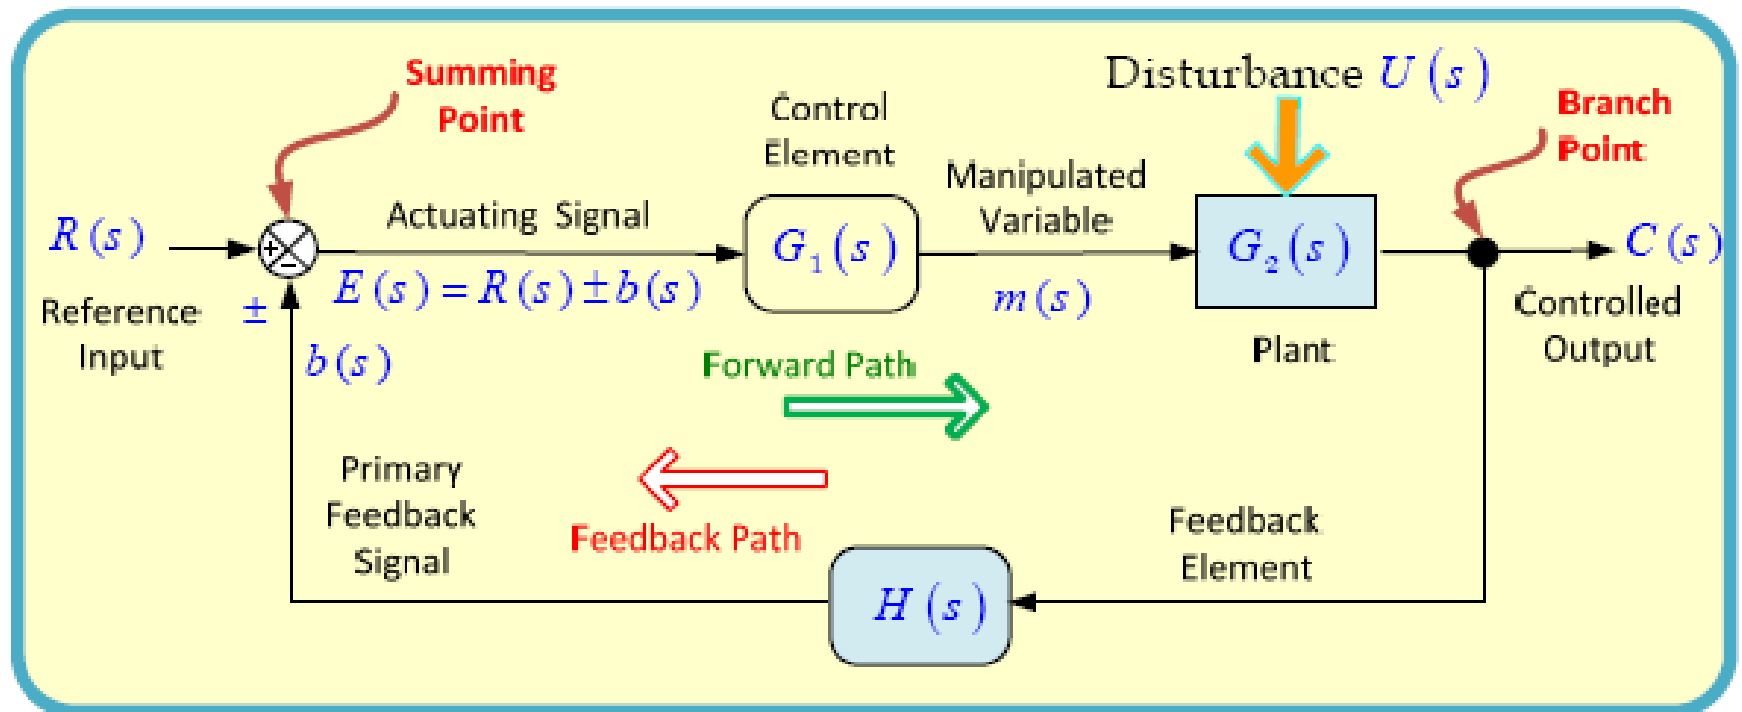 Summing
Point
Disturbance U(s)
Control
Element
Branch
Point
Manipulated
Variable
Actuating Signal
R(s)
+
-
G₁(s)
G₂(s)
C(s)
E(s) = R(s) ± b(s)
m(s)
Reference
Input
±
b(s)
Controlled
Output
Plant
Forward Path
Primary
Feedback
Signal
Feedback Path
Feedback
Element
H(s)